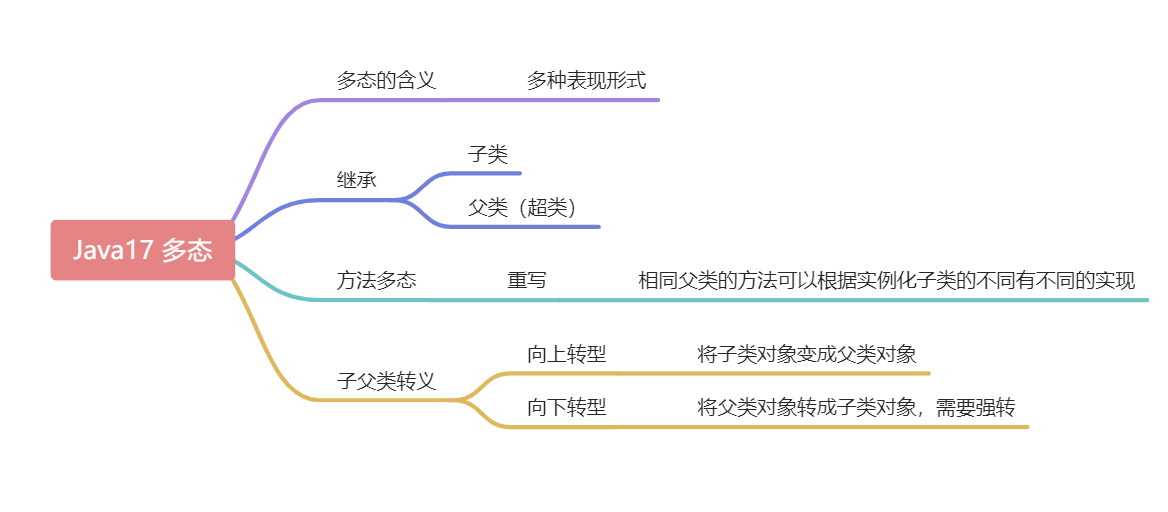 多态的含义
多种表现形式
子类
继承
父类（超类）
Java17 多态
方法多态
重写
相同父类的方法可以根据实例化子类的不同有不同的实现
向上转型
将子类对象变成父类对象
子父类转义
向下转型
将父类对象转成子类对象，需要强转